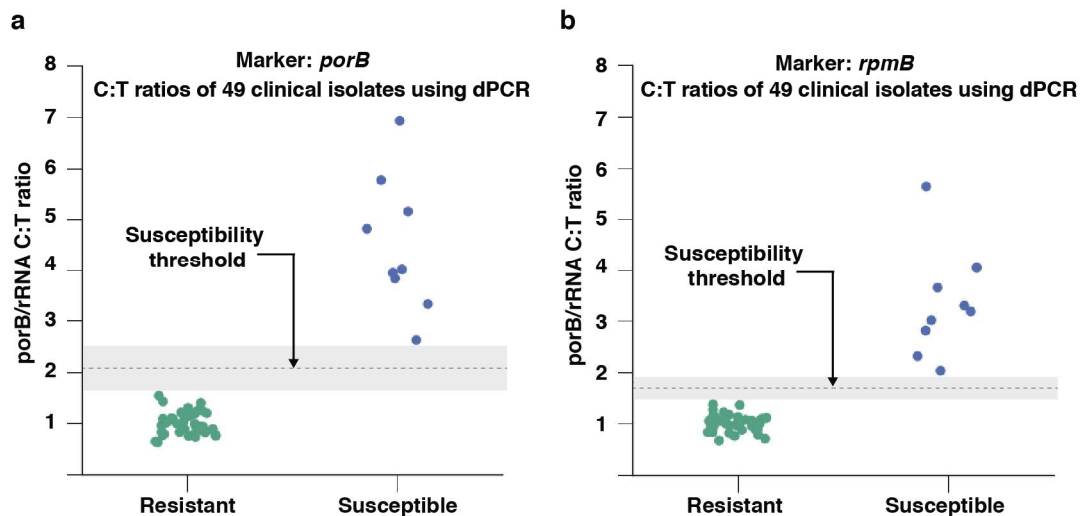 a
Marker: porB
C:T ratios of 49 clinical isolates using dPCR
porB/rRNA C:T ratio
8
7
6
5
4
3
2
1
Susceptibility
threshold
Resistant
Susceptible
b
Marker: rpmB
C:T ratios of 49 clinical isolates using dPCR
porB/rRNA C:T ratio
8
7
6
5
4
3
2
1
Susceptibility
threshold
Resistant
Susceptible